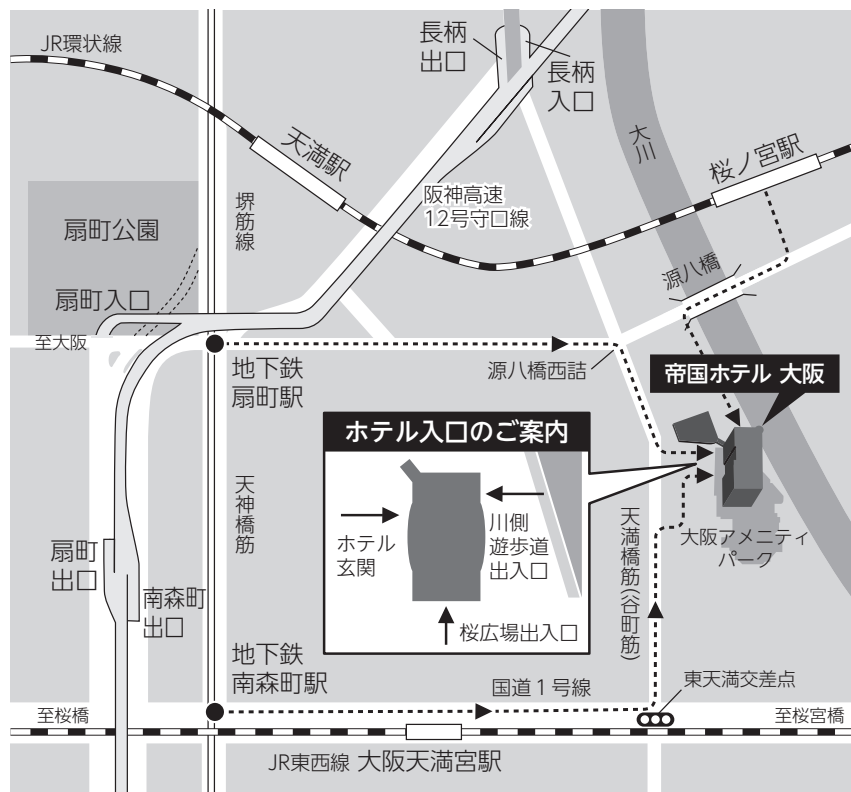 JR環状線
長柄
出口
長柄
入口
天満駅
大川
桜ノ宮駅
阪神高速
12号守口線
堺筋線
扇町公園
源八橋
扇町入口
至大阪
地下鉄
扇町駅
源八橋西詰
帝国ホテル 大阪
ホテル入口のご案内
ホテル
玄関
川側
遊歩道
出入口
桜広場出入口
天神橋筋
天満橋筋(谷町筋)
大阪アメニティ
パーク
扇町
出口
南森町
出口
地下鉄
南森町駅
国道1号線
東天満交差点
至桜橋
至桜宮橋
JR東西線 大阪天満宮駅